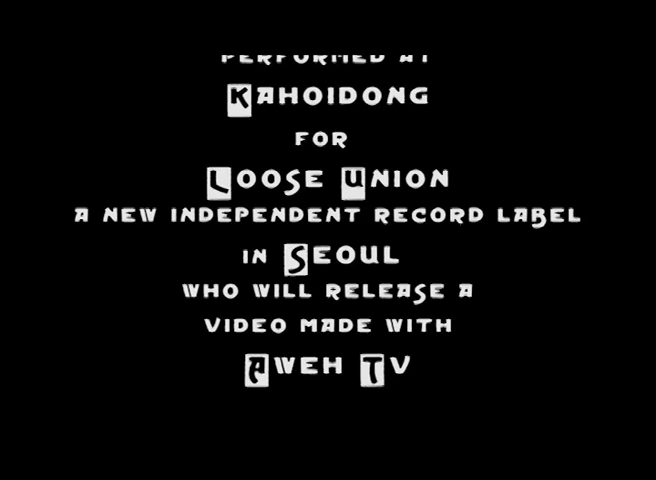 PERFORMED AT
KAHOIDONG
FOR
LOOSE UNION
A NEW INDEPENDENT RECORD LABEL
IN SEOUL
WHO WILL RELEASE A
VIDEO MADE WITH
AWEH TV